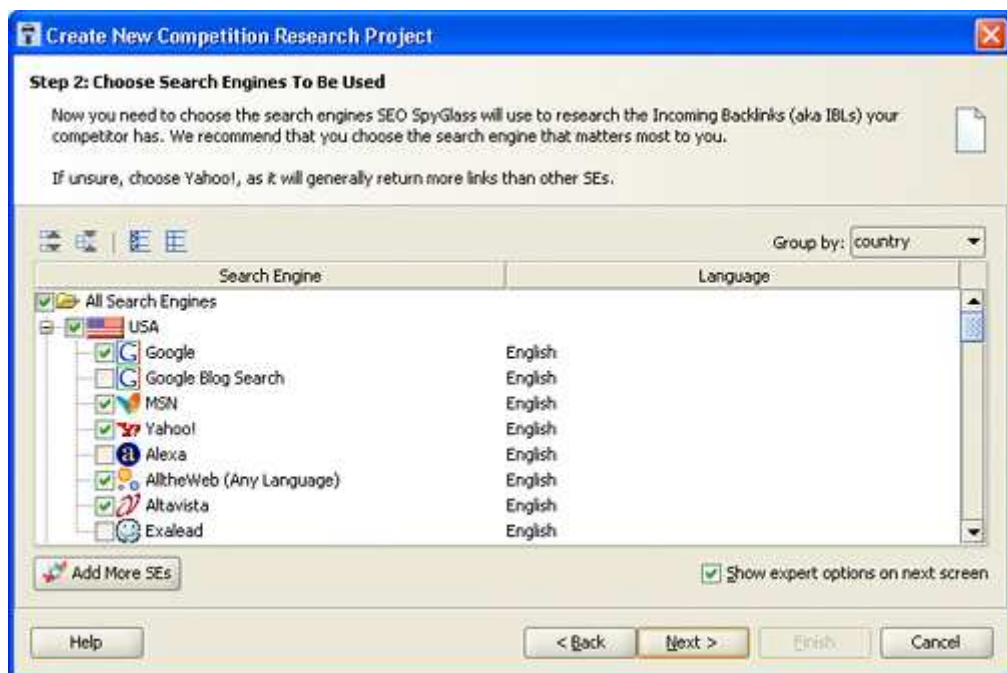 Create New Competition Research Project
Step 2: Choose Search Engines To Be Used
Now you need to choose the search engines SEO SpyGlass will use to research the Incoming Backlinks (aka IBLs) your
competitor has. We recommend that you choose the search engine that matters most to you.
If unsure, choose Yahoo!, as it will generally return more links than other SEs.
Group by: country
Search Engine Language
All Search Engines
USA
Google English
Google Blog Search English
MSN English
Yahoo! English
Alexa English
AlltheWeb (Any Language) English
Altavista English
Exalead English
Add More SEs Show expert options on next screen
Help < Back Next > Finish Cancel